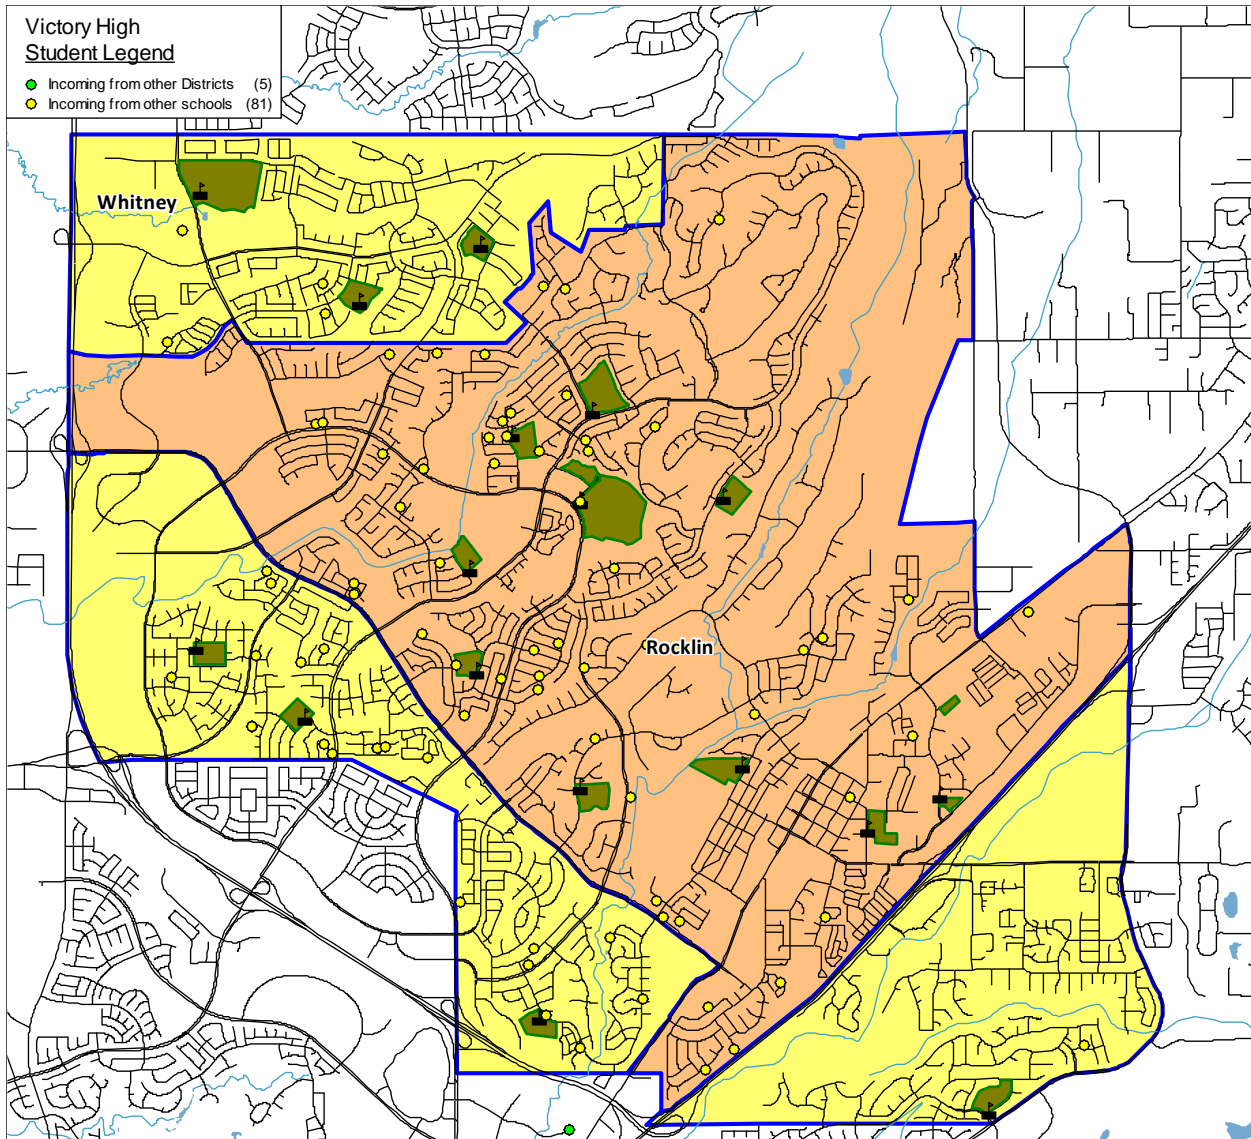 Victory High
Student Legend
Incoming from other Districts (5)
Incoming from other schools (81)
Whitney
Rocklin